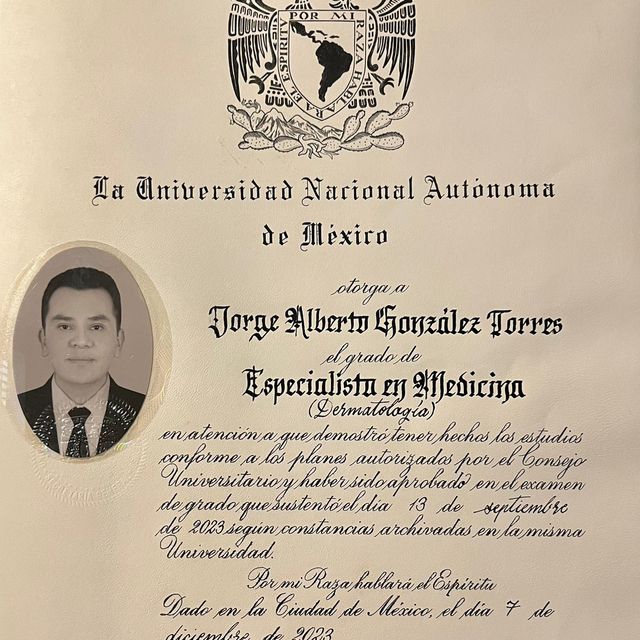 POR MI RAZA HABLARA EL ESPIRITU
La Universidad Nacional Autónoma
de México
otorga a
Jorge Alberto González Torres
el grado de
Especialista en Medicina
(Dermatología)
en atención a que demostró tener hechos los estudios
conforme a los planes autorizados por el Consejo
Universitario y haber sido aprobado en el examen
de grado que sustentó el día 13 de septiembre
de 2023 según constancias archivadas en la misma
Universidad.
Por mi Raza hablará el Espíritu
Dado en la Ciudad de México, el día 7 de
diciembre de 2023